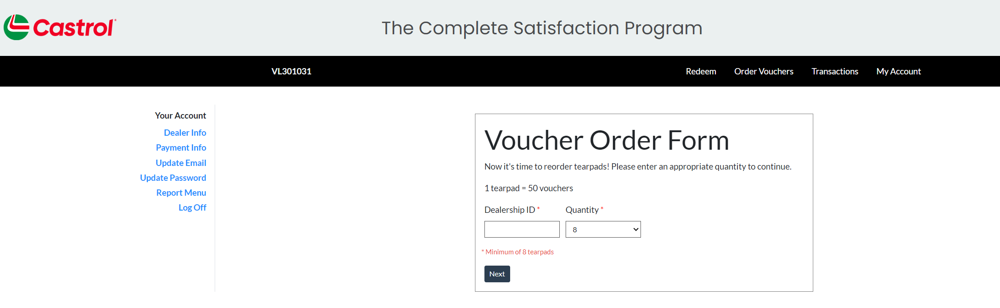 Castrol
The Complete Satisfaction Program
VL301031
Redeem Order Vouchers Transactions My Account
Your Account
Dealer Info
Payment Info
Update Email
Update Password
Report Menu
Log Off
Voucher Order Form
Now it's time to reorder tearpads! Please enter an appropriate quantity to continue.
1 tearpad = 50 vouchers
Dealership ID * Quantity *
8
* Minimum of 8 tearpads
Next